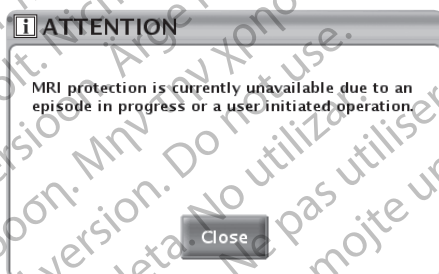 ATTENTION
MRI protection is currently unavailable due to an
episode in progress or a user initiated operation.
Close